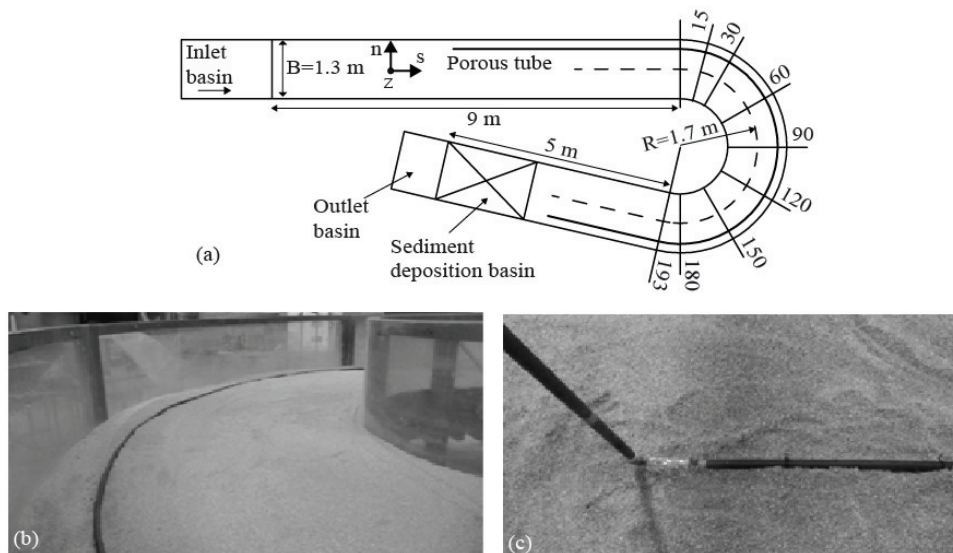 Inlet
basin
B=1.3 m
n
s
z
Porous tube
9 m
15
30
60
90
120
150
180
193
R=1.7 m
5 m
Outlet
basin
Sediment
deposition basin
(a)
(b)
(c)